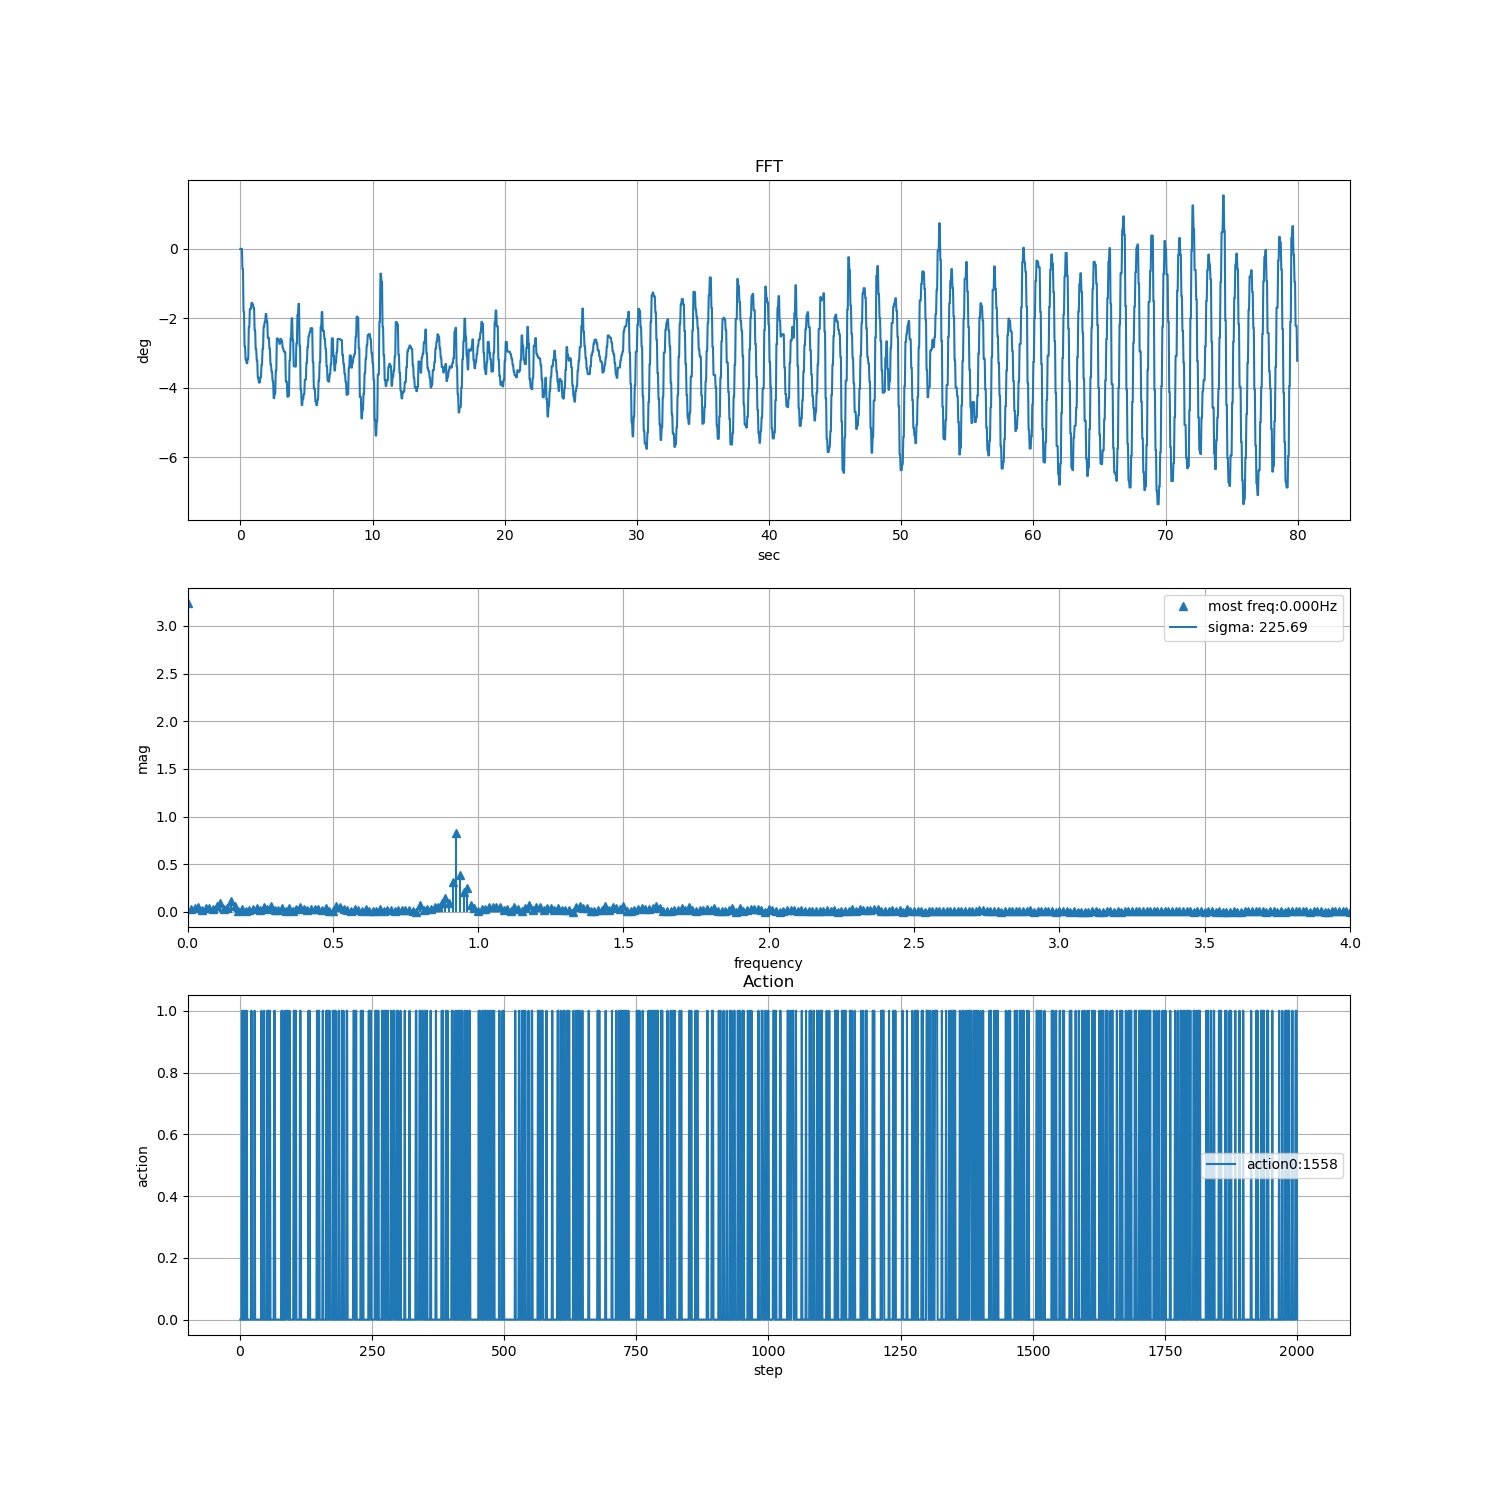 FFT
0
−2
−4
−6
deg
0 10 20 30 40 50 60 70 80
sec
most freq:0.000Hz
sigma: 225.69
3.0
2.5
2.0
1.5
1.0
0.5
0.0
mag
0.0 0.5 1.0 1.5 2.0 2.5 3.0 3.5 4.0
frequency
Action
1.0
0.8
0.6
0.4
0.2
0.0
action
action0:1558
0 250 500 750 1000 1250 1500 1750 2000
step